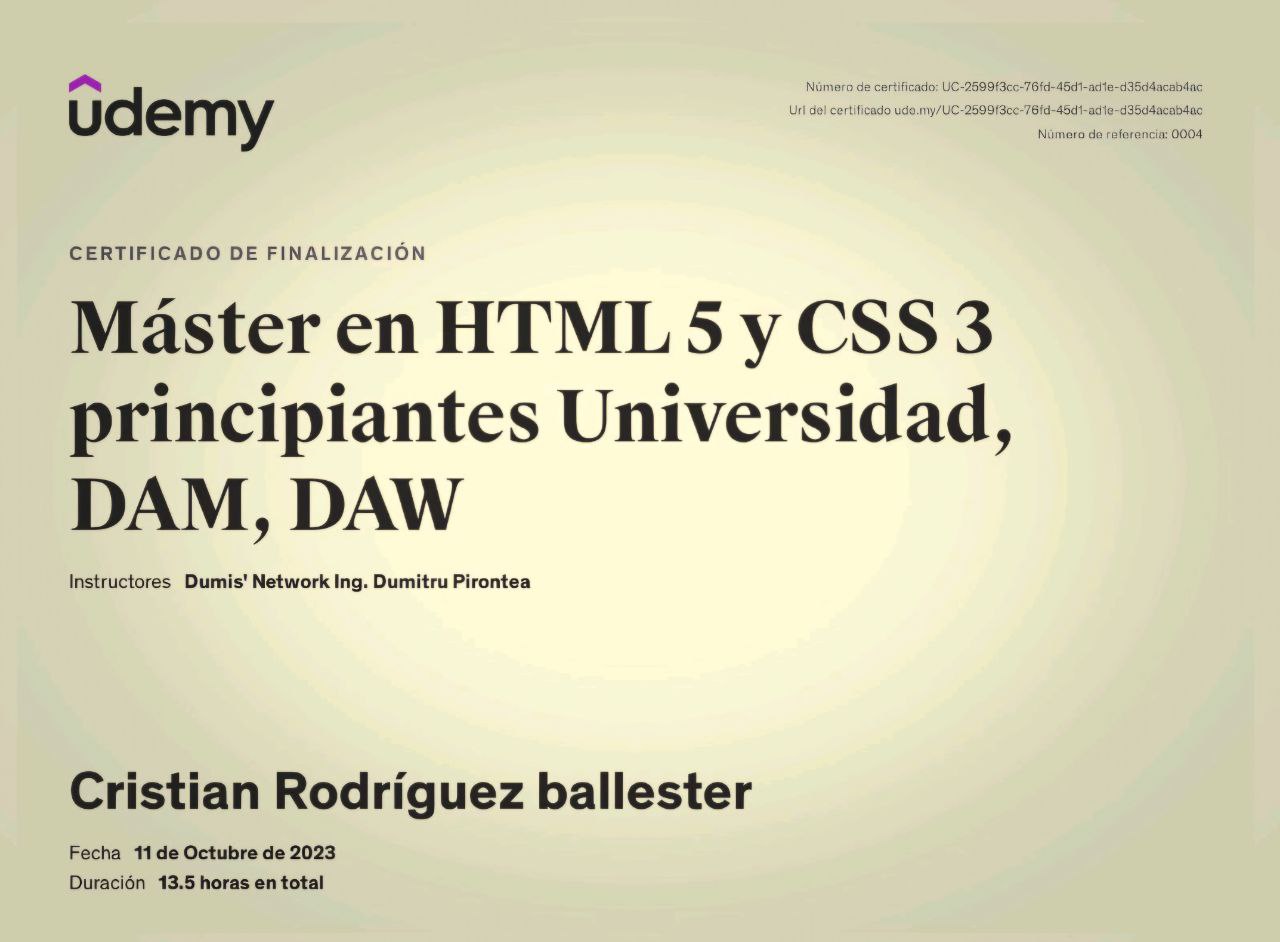 udemy
Número de certificado: UC-2599f3cc-76fd-45d1-ad1e-d35d4acab4ac
Url del certificado ude.my/UC-2599f3cc-76fd-45d1-ad1e-d35d4acab4ac
Número de referencia: 0004
CERTIFICADO DE FINALIZACIÓN
Máster en HTML 5 y CSS 3
principiantes Universidad,
DAM, DAW
Instructores Dumis' Network Ing. Dumitru Pirontea
Cristian Rodríguez ballester
Fecha 11 de Octubre de 2023
Duración 13.5 horas en total